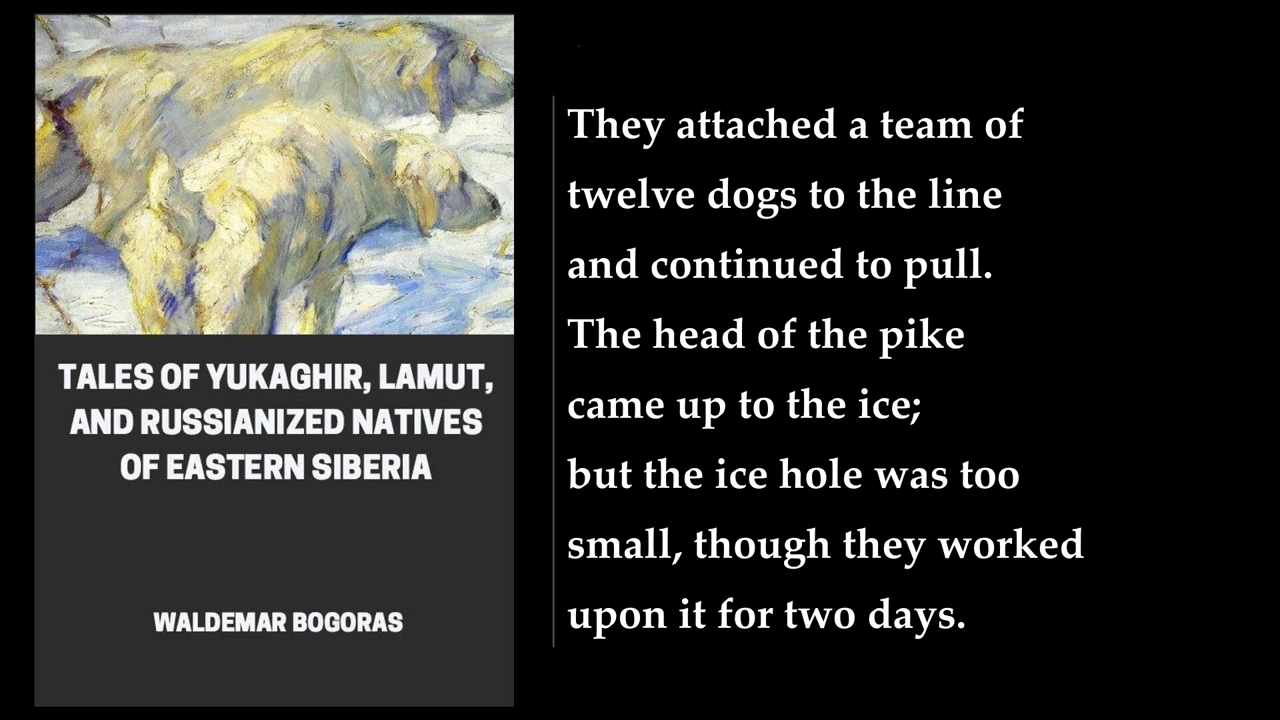 TALES OF YUKAGHIR, LAMUT,
AND RUSSIANIZED NATIVES
OF EASTERN SIBERIA
WALDEMAR BOGORAS
They attached a team of
twelve dogs to the line
and continued to pull.
The head of the pike
came up to the ice;
but the ice hole was too
small, though they worked
upon it for two days.